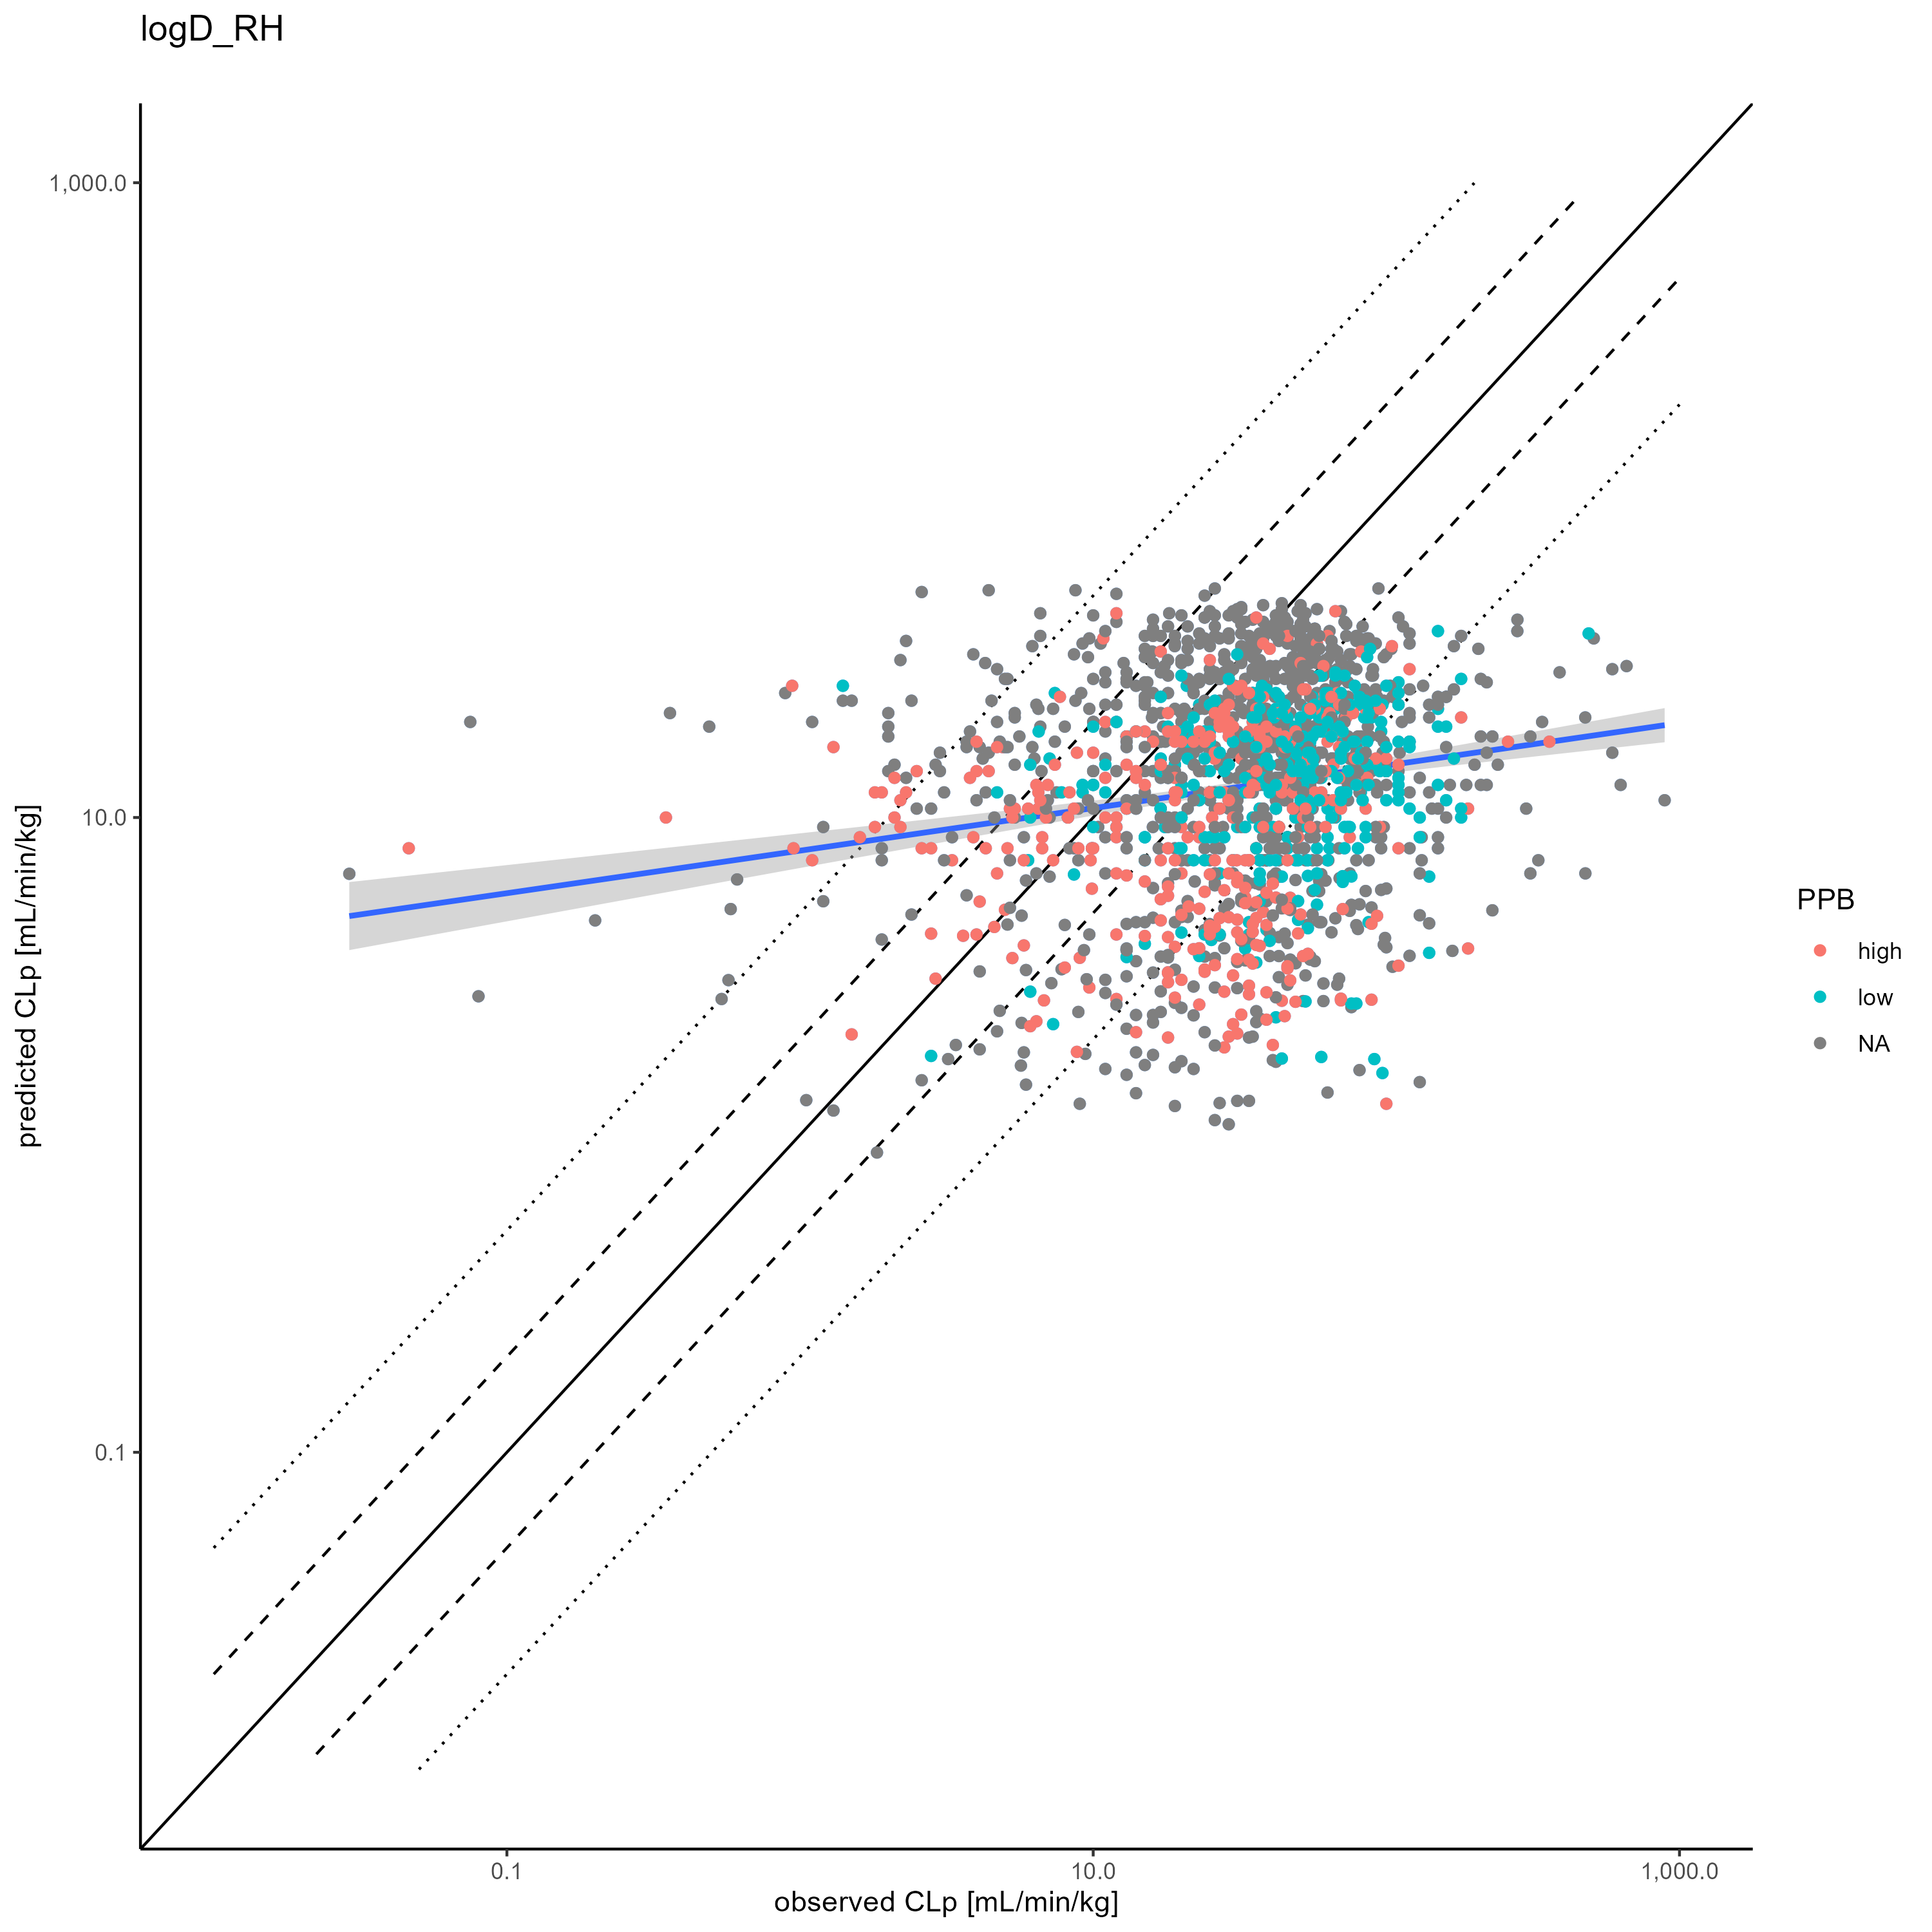 logD_RH
1,000.0
10.0
0.1
predicted CLp [mL/min/kg]
0.1
10.0
1,000.0
observed CLp [mL/min/kg]
PPB
high
low
NA